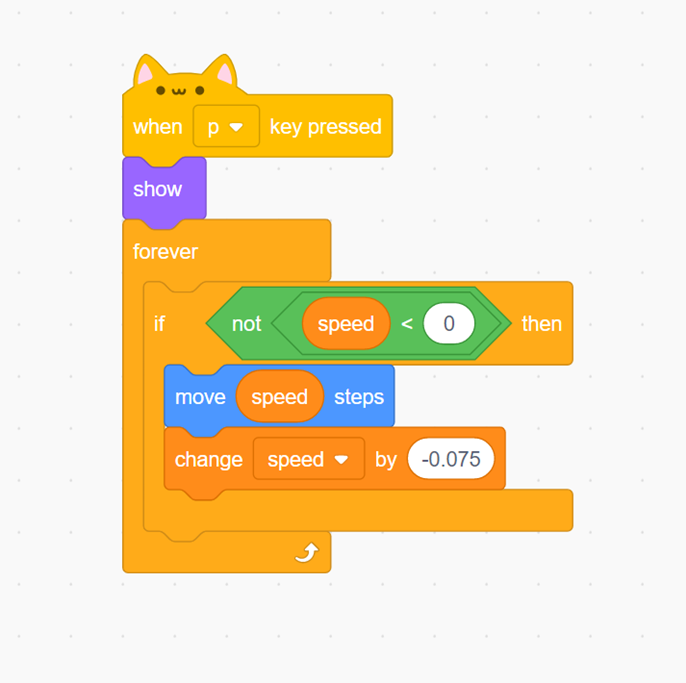 when p key pressed
show
forever
if not speed < 0 then
move speed steps
change speed by -0.075